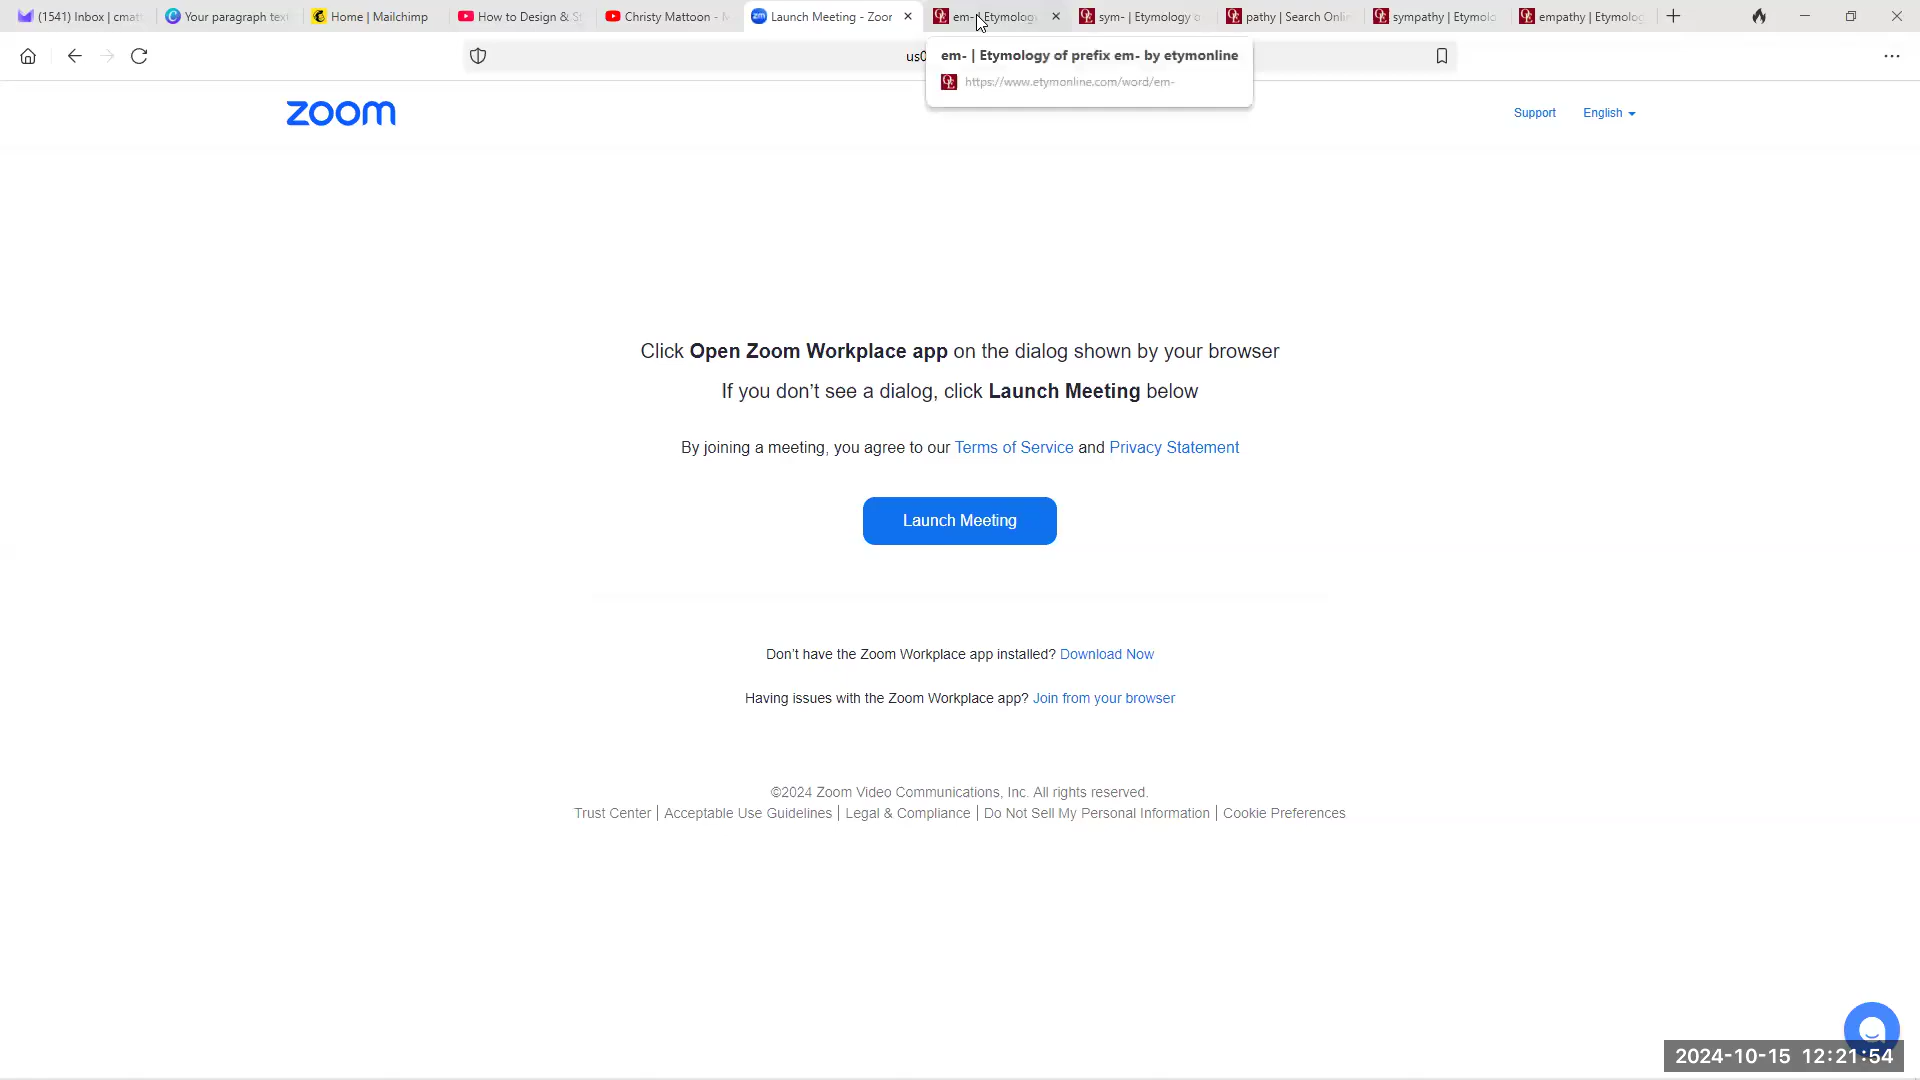 (1541) Inbox | cmat
Your paragraph text
Home | Mailchimp
How to Design & S
Christy Mattoon -
Launch Meeting - Zoom
em- | Etymology
sym- | Etymology o
pathy | Search Onli
sympathy | Etymolo
empathy | Etymolog
us0
em- | Etymology of prefix em- by etymonline
https://www.etymonline.com/word/em-
zoom
Support
English
Click Open Zoom Workplace app on the dialog shown by your browser
If you don’t see a dialog, click Launch Meeting below
By joining a meeting, you agree to our Terms of Service and Privacy Statement
Launch Meeting
Don’t have the Zoom Workplace app installed? Download Now
Having issues with the Zoom Workplace app? Join from your browser
©2024 Zoom Video Communications, Inc. All rights reserved.
Trust Center | Acceptable Use Guidelines | Legal & Compliance | Do Not Sell My Personal Information | Cookie Preferences
2024-10-15 12:21:54